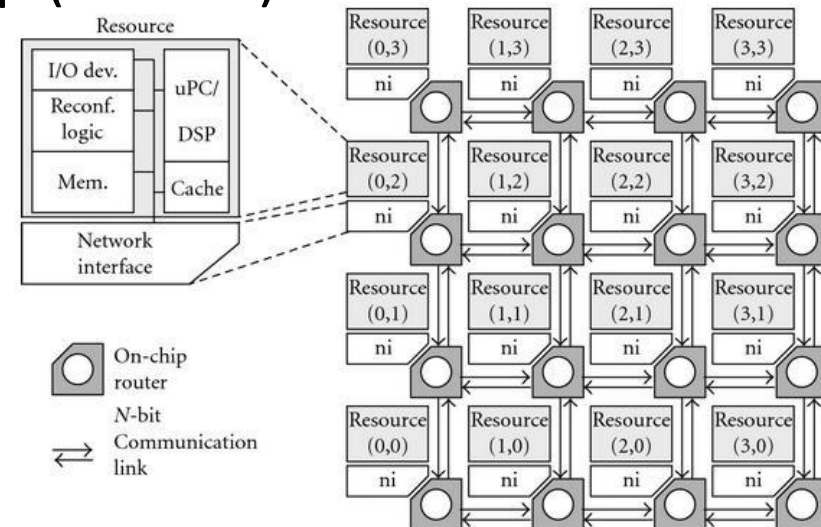 Resource
I/O dev.
Reconf.
logic
Mem.
uPC/
DSP
Cache
Network
interface
On-chip
router
N-bit
Communication
link
Resource Resource Resource Resource
(0,3) (1,3) (2,3) (3,3)
ni ni ni ni
Resource Resource Resource Resource
(0,2) (1,2) (2,2) (3,2)
ni ni ni ni
Resource Resource Resource Resource
(0,1) (1,1) (2,1) (3,1)
ni ni ni ni
Resource Resource Resource Resource
(0,0) (1,0) (2,0) (3,0)
ni ni ni ni